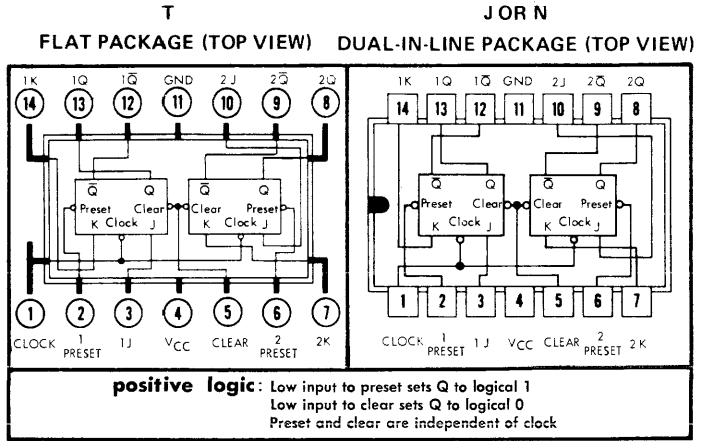 T
FLAT PACKAGE (TOP VIEW)
J OR N
DUAL-IN-LINE PACKAGE (TOP VIEW)
1K 1Q 1Q̅ GND 2J 2Q̅ 2Q
14 13 12 11 10 9 8
Q̅ Q Q̅ Q
Preset Clear Clear Preset
K Clock J K Clock J
1 2 3 4 5 6 7
CLOCK 1 PRESET 1J VCC CLEAR 2 PRESET 2K
1K 1Q 1Q̅ GND 2J 2Q̅ 2Q
14 13 12 11 10 9 8
Q̅ Q Q̅ Q
Preset Clear Clear Preset
K Clock J K Clock J
1 2 3 4 5 6 7
CLOCK 1 PRESET 1J VCC CLEAR 2 PRESET 2K
positive logic: Low input to preset sets Q to logical 1
Low input to clear sets Q to logical 0
Preset and clear are independent of clock